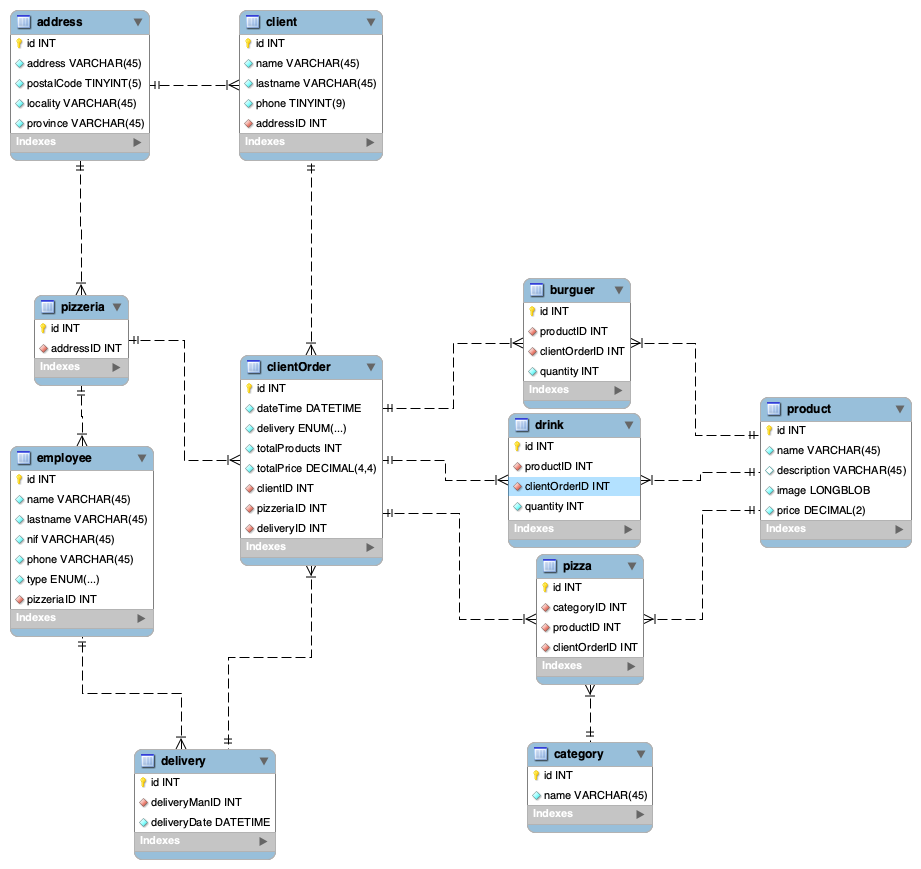 address
id INT
address VARCHAR(45)
postalCode TINYINT(5)
locality VARCHAR(45)
province VARCHAR(45)
Indexes
client
id INT
name VARCHAR(45)
lastname VARCHAR(45)
phone TINYINT(9)
addressID INT
Indexes
pizzeria
id INT
addressID INT
Indexes
employee
id INT
name VARCHAR(45)
lastname VARCHAR(45)
nif VARCHAR(45)
phone VARCHAR(45)
type ENUM(...)
pizzeriaID INT
Indexes
clientOrder
id INT
dateTime DATETIME
delivery ENUM(...)
totalProducts INT
totalPrice DECIMAL(4,4)
clientID INT
pizzeriaID INT
deliveryID INT
Indexes
burguer
id INT
productID INT
clientOrderID INT
quantity INT
Indexes
drink
id INT
productID INT
clientOrderID INT
quantity INT
Indexes
pizza
id INT
categoryID INT
productID INT
clientOrderID INT
Indexes
product
id INT
name VARCHAR(45)
description VARCHAR(45)
image LONGBLOB
price DECIMAL(2)
Indexes
delivery
id INT
deliveryManID INT
deliveryDate DATETIME
Indexes
category
id INT
name VARCHAR(45)
Indexes